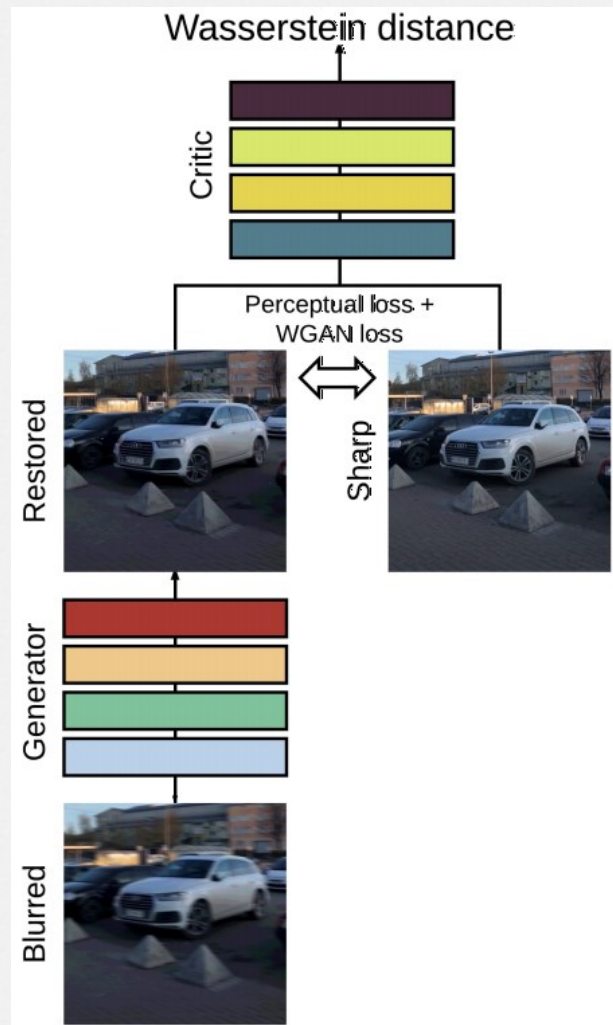 Wasserstein distance
Critic
Perceptual loss +
WGAN loss
Restored
Sharp
Generator
Blurred